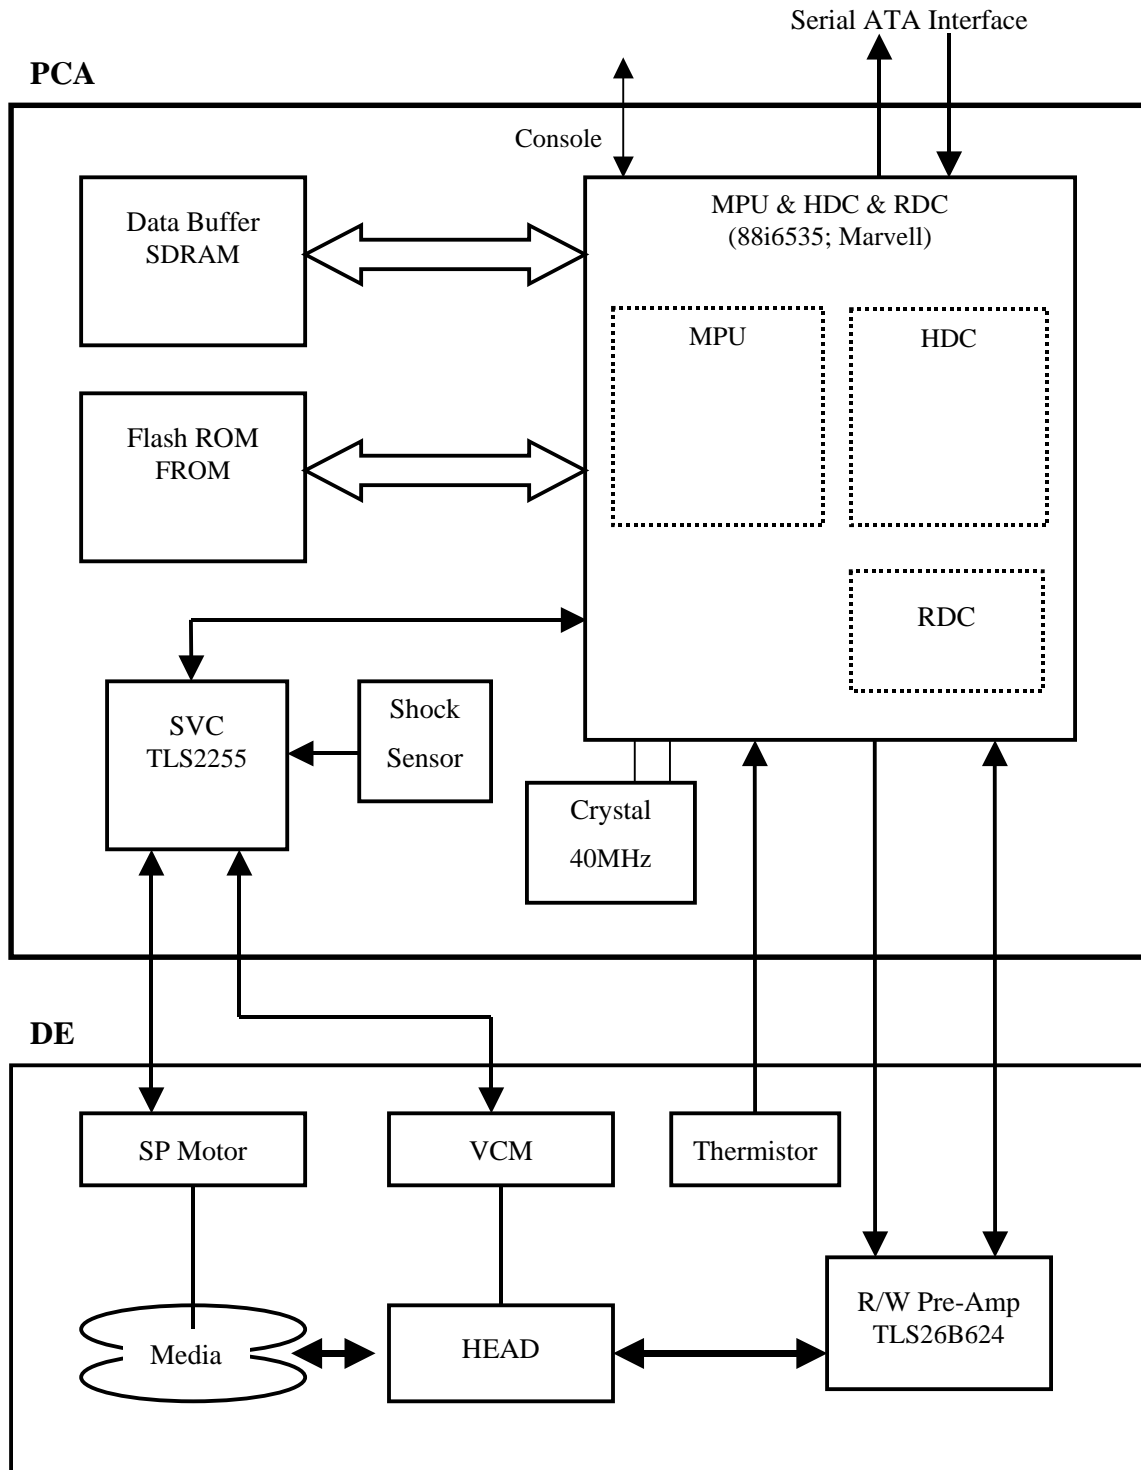 Serial ATA Interface
PCA
Console
Data Buffer
SDRAM
MPU & HDC & RDC
(88i6535; Marvell)
MPU
HDC
Flash ROM
FROM
RDC
SVC
TLS2255
Shock
Sensor
Crystal
40MHz
DE
SP Motor
VCM
Thermistor
Media
HEAD
R/W Pre-Amp
TLS26B624